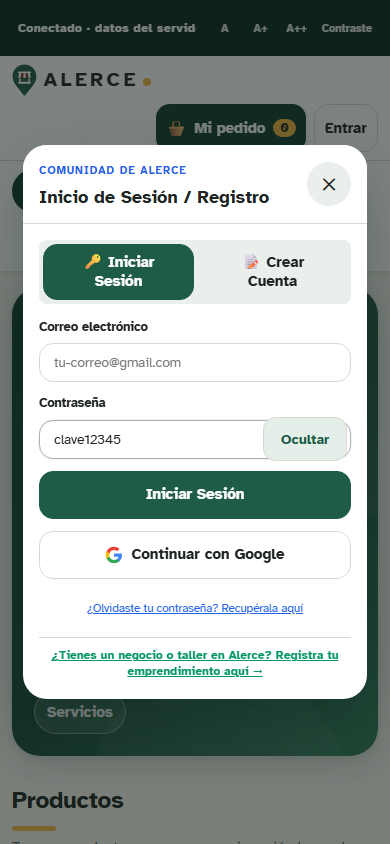 Conectado · datos del servid
A A+ A++ Contraste
ALERCE
Mi pedido 0 Entrar
COMUNIDAD DE ALERCE
Inicio de Sesión / Registro
Iniciar
Sesión
Crear
Cuenta
Correo electrónico
tu-correo@gmail.com
Contraseña
clave12345
Ocultar
Iniciar Sesión
Continuar con Google
¿Olvidaste tu contraseña? Recupérala aquí
¿Tienes un negocio o taller en Alerce? Registra tu
emprendimiento aquí →
Servicios
Productos